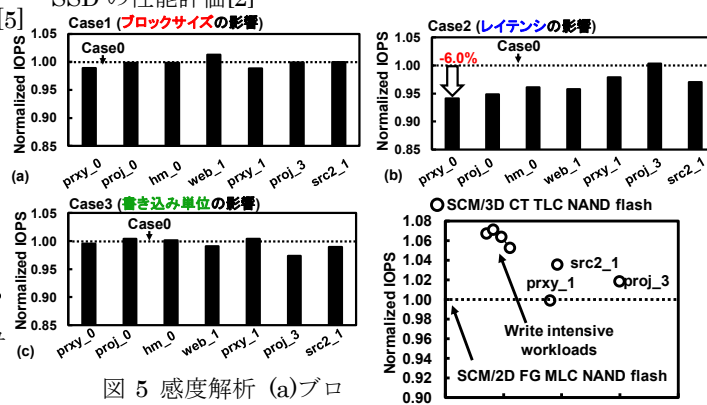 SSD の性能評価[2]
[5]
Case1 (ブロックサイズの影響)
Normalized IOPS
1.05
1.00
0.95
0.90
0.85
Case0
prxy_0
proj_0
hm_0
web_1
prxy_1
proj_3
src2_1
(a)
Case2 (レイテンシの影響)
Normalized IOPS
1.05
1.00
0.95
0.90
0.85
Case0
-6.0%
prxy_0
proj_0
hm_0
web_1
prxy_1
proj_3
src2_1
(b)
Case3 (書き込み単位の影響)
Normalized IOPS
1.05
1.00
0.95
0.90
0.85
Case0
prxy_0
proj_0
hm_0
web_1
prxy_1
proj_3
src2_1
(c)
SCM/3D CT TLC NAND flash
Normalized IOPS
1.08
1.06
1.04
1.02
1.00
0.98
0.96
0.94
0.92
0.90
src2_1
prxy_1
proj_3
Write intensive
workloads
SCM/2D FG MLC NAND flash
図 5 感度解析 (a)ブロ